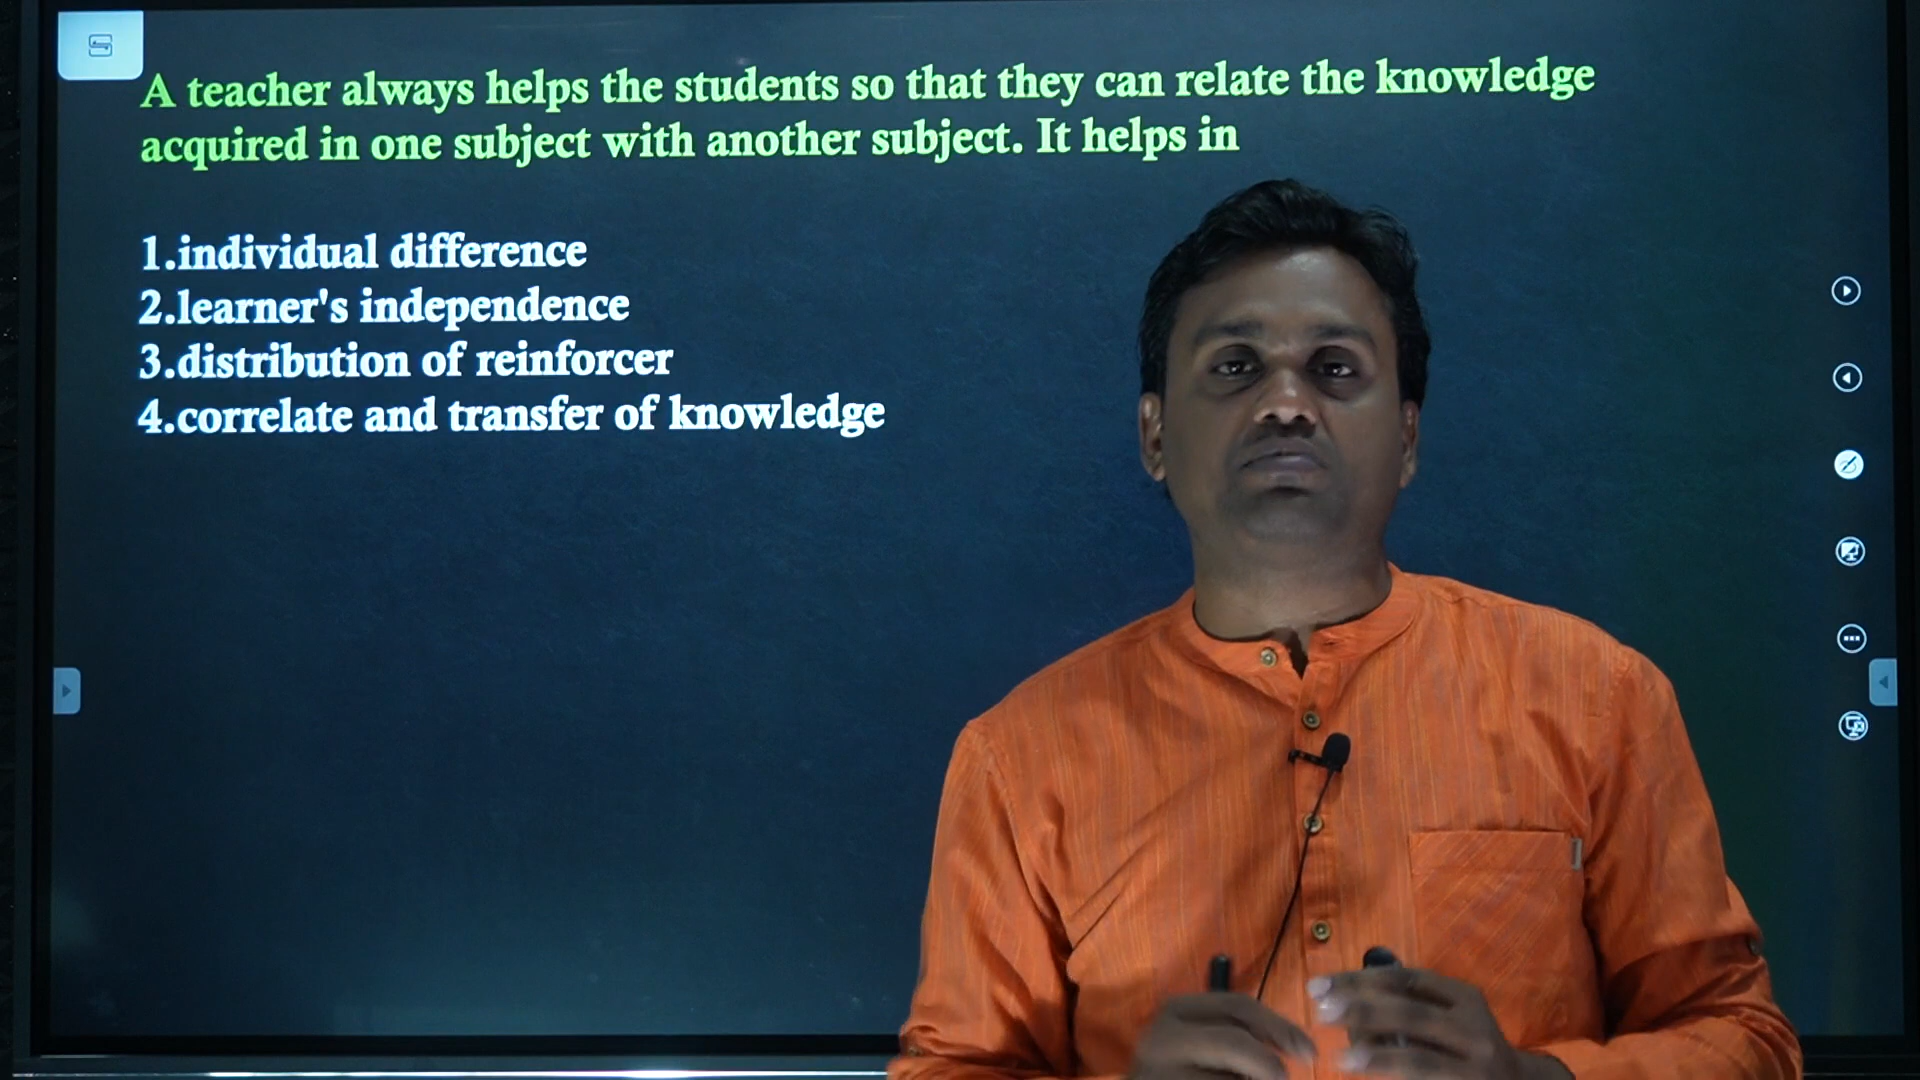 A teacher always helps the students so that they can relate the knowledge
acquired in one subject with another subject. It helps in
1.individual difference
2.learner's independence
3.distribution of reinforcer
4.correlate and transfer of knowledge